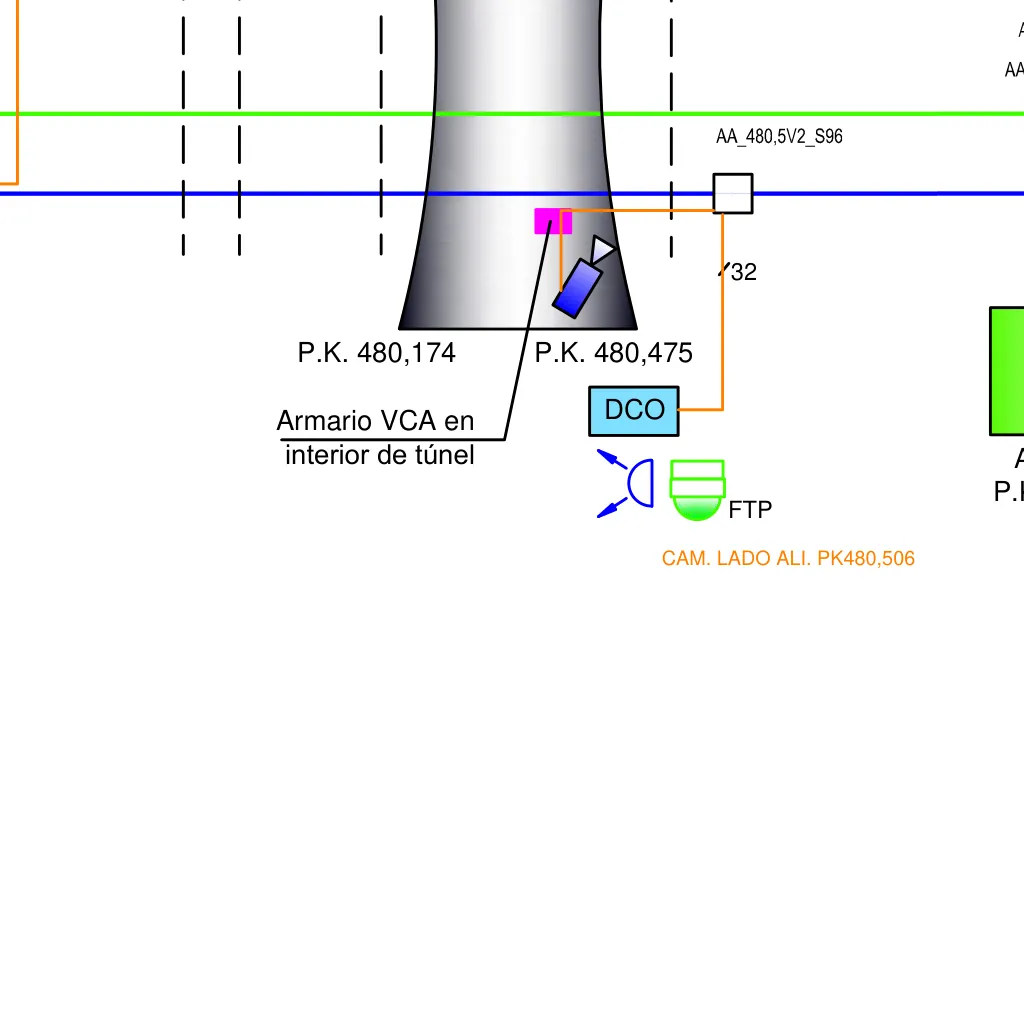 AA_480,5V2_S96
32
P.K. 480,174
P.K. 480,475
Armario VCA en
interior de túnel
DCO
FTP
CAM. LADO ALI. PK480,506